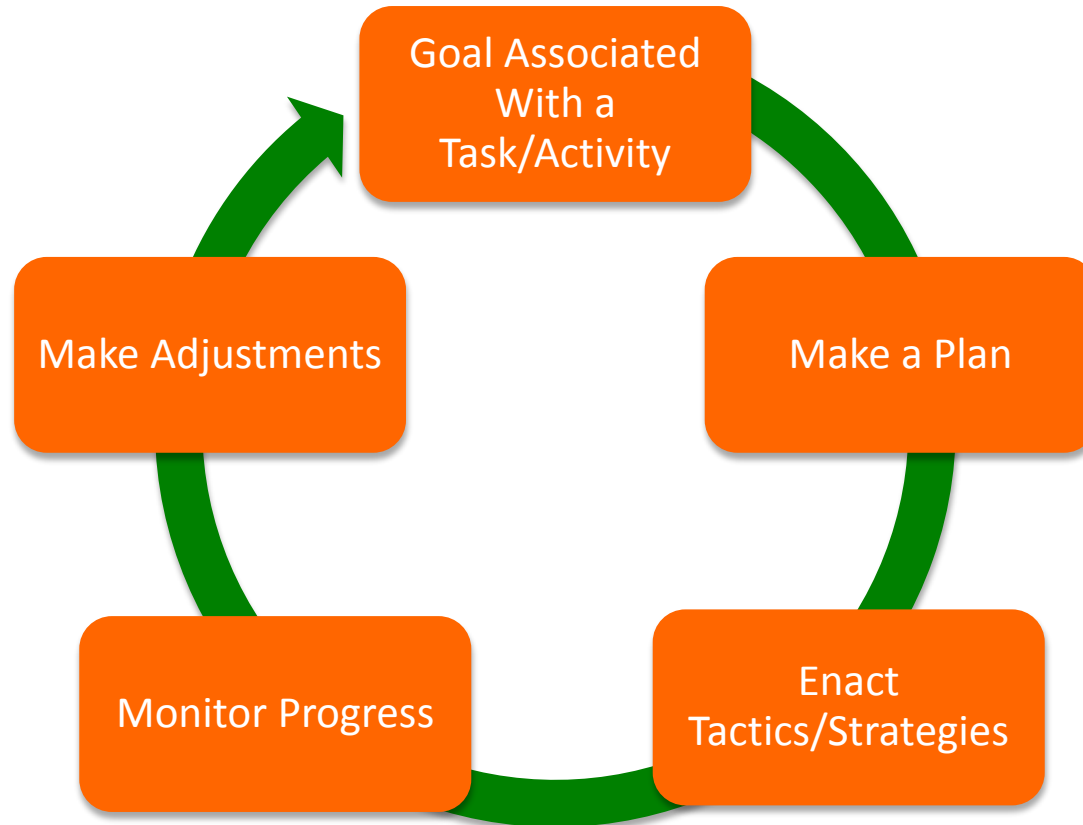 Goal Associated
With a
Task/Activity
Make a Plan
Enact
Tactics/Strategies
Monitor Progress
Make Adjustments